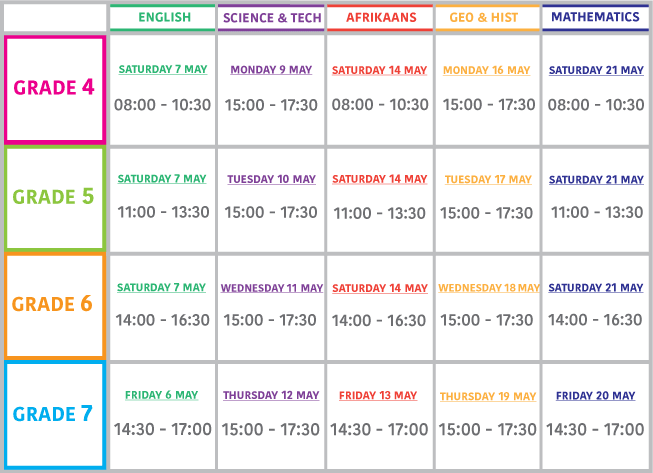 ENGLISH SCIENCE & TECH AFRIKAANS GEO & HIST MATHEMATICS
GRADE 4
SATURDAY 7 MAY MONDAY 9 MAY SATURDAY 14 MAY MONDAY 16 MAY SATURDAY 21 MAY
08:00 - 10:30 15:00 - 17:30 08:00 - 10:30 15:00 - 17:30 08:00 - 10:30
GRADE 5
SATURDAY 7 MAY TUESDAY 10 MAY SATURDAY 14 MAY TUESDAY 17 MAY SATURDAY 21 MAY
11:00 - 13:30 15:00 - 17:30 11:00 - 13:30 15:00 - 17:30 11:00 - 13:30
GRADE 6
SATURDAY 7 MAY WEDNESDAY 11 MAY SATURDAY 14 MAY WEDNESDAY 18 MAY SATURDAY 21 MAY
14:00 - 16:30 15:00 - 17:30 14:00 - 16:30 15:00 - 17:30 14:00 - 16:30
GRADE 7
FRIDAY 6 MAY THURSDAY 12 MAY FRIDAY 13 MAY THURSDAY 19 MAY FRIDAY 20 MAY
14:30 - 17:00 15:00 - 17:30 14:30 - 17:00 15:00 - 17:30 14:30 - 17:00